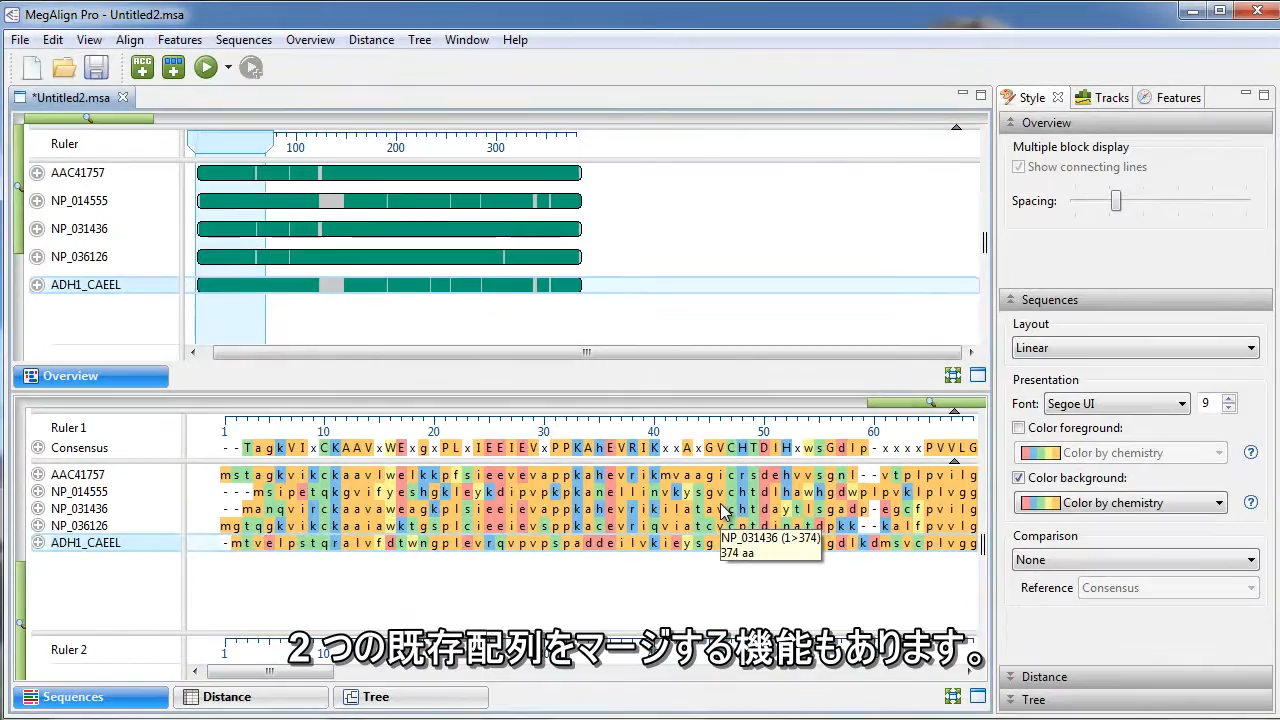 MegAlign Pro - Untitled2.msa
File Edit View Align Features Sequences Overview Distance Tree Window Help
*Untitled2.msa
Style Tracks Features
Overview
Multiple block display
Show connecting lines
Spacing:
Ruler 100 200 300
AAC41757
NP_014555
NP_031436
NP_036126
ADH1_CAEEL
Overview
Sequences
Layout
Linear
Presentation
Font: Segoe UI 9
Color foreground:
Color by chemistry
Color background:
Color by chemistry
Comparison
None
Reference Consensus
Distance
Tree
Ruler 1 1 10 20 30 40 50 60
Consensus
AAC41757
NP_014555
NP_031436
NP_036126
ADH1_CAEEL
NP_031436 (1>374)
374 aa
Ruler 2
2つの既存配列をマージする機能もあります。
Sequences Distance Tree